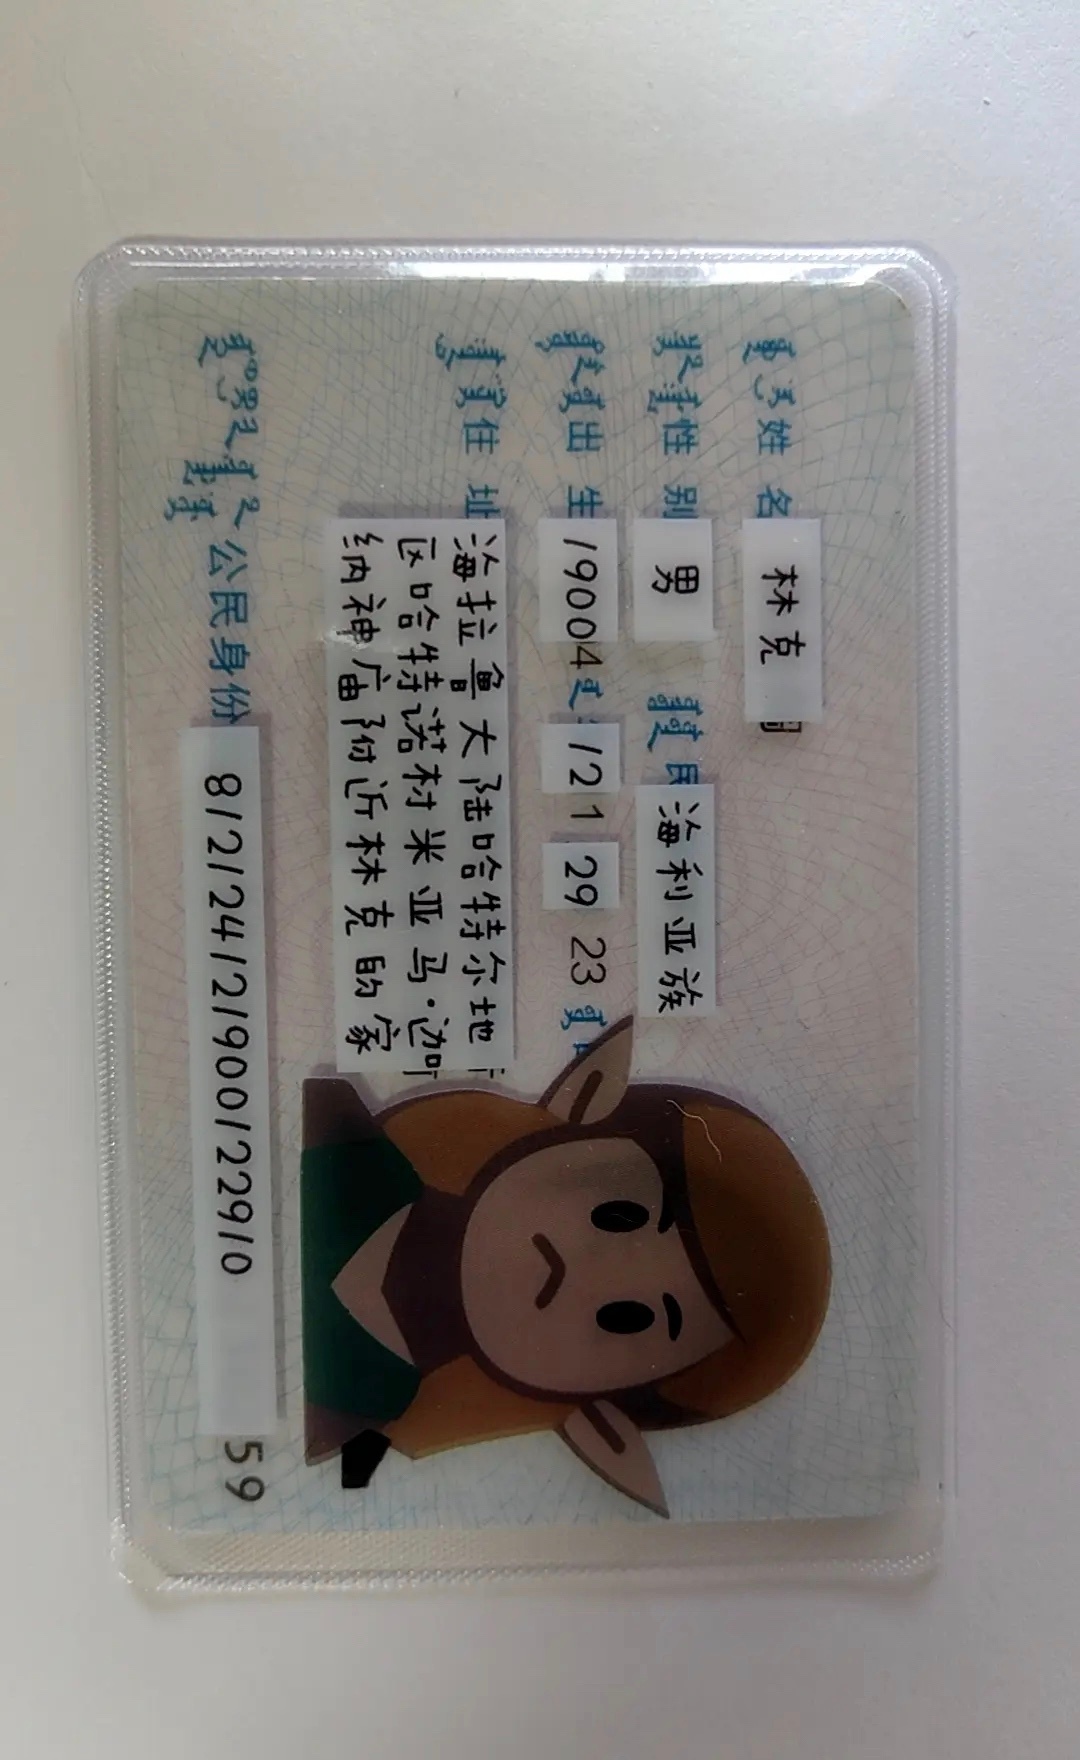 姓 名 林克
性 别 男 民 海利亚族
出 生 19004 12 1 29 23
住 址 海拉鲁大陆哈特尔地
区哈特诺村米亚马·迦
纳神庙附近林克的家
公民身份 812124121900122910 59